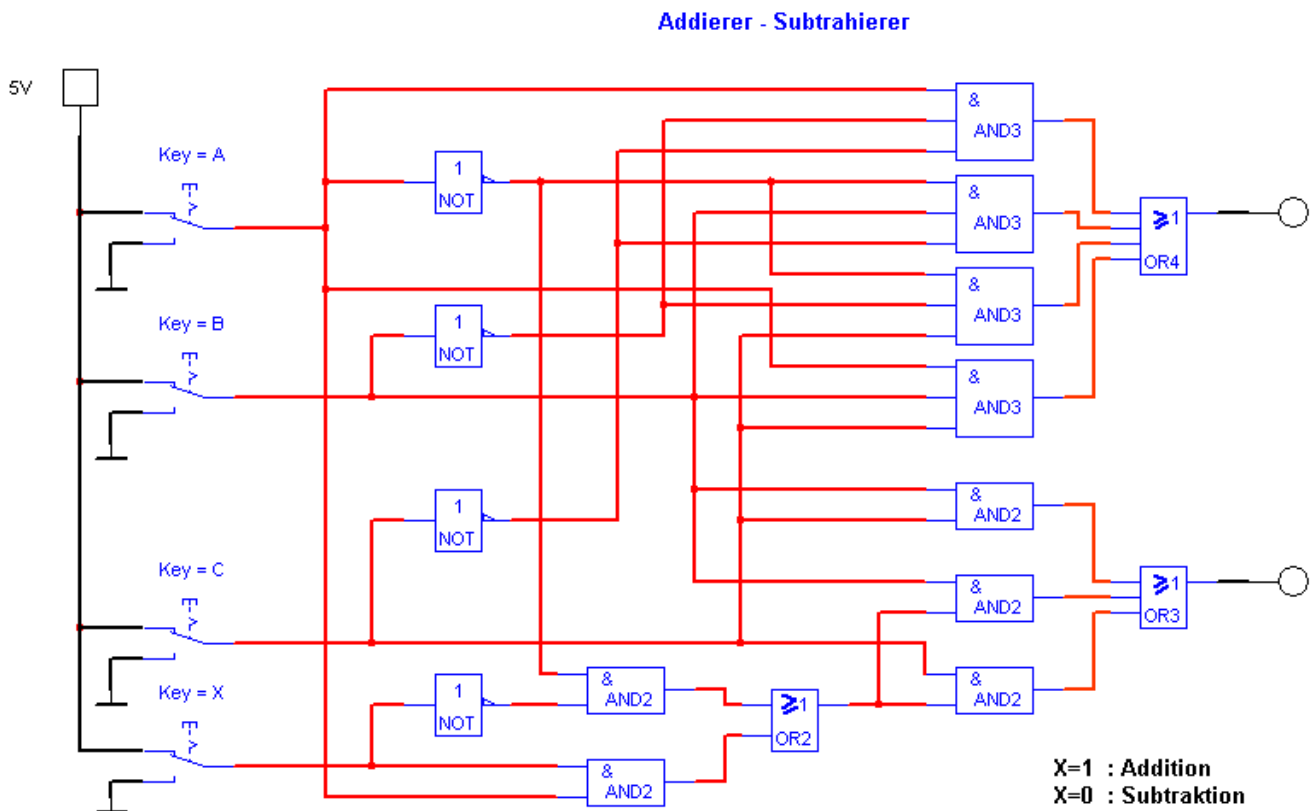 Addierer - Subtrahierer
5V
Key = A
E->
1
NOT
&
AND3
&
AND3
≥1
OR4
&
AND3
Key = B
E->
1
NOT
&
AND3
1
NOT
&
AND2
Key = C
E->
&
AND2
≥1
OR3
Key = X
E->
1
NOT
&
AND2
≥1
OR2
&
AND2
&
AND2
X=1 : Addition
X=0 : Subtraktion